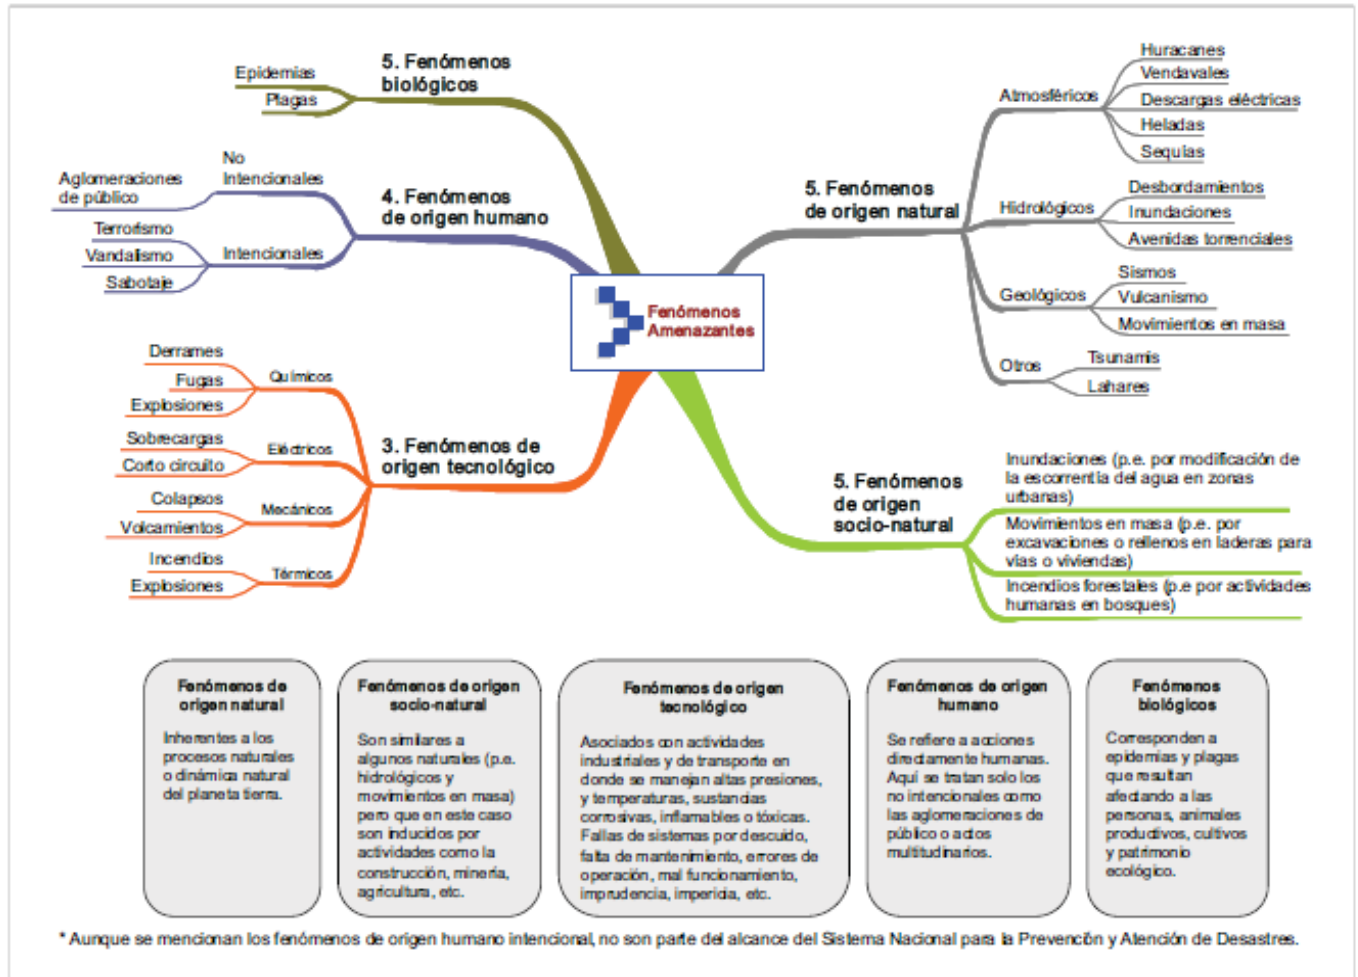 5. Fenómenos
biológicos
Epidemias
Plagas
4. Fenómenos
de origen humano
No
Intencionales
Aglomeraciones
de público
Intencionales
Terrorismo
Vandalismo
Sabotaje
Fenómenos
Amenazantes
3. Fenómenos de
origen tecnológico
Químicos
Derrames
Fugas
Explosiones
Eléctricos
Sobrecargas
Corto circuito
Mecánicos
Colapsos
Volcamientos
Térmicos
Incendios
Explosiones
5. Fenómenos
de origen natural
Atmosféricos
Huracanes
Vendavales
Descargas eléctricas
Heladas
Sequías
Hidrológicos
Desbordamientos
Inundaciones
Avenidas torrenciales
Geológicos
Sismos
Vulcanismo
Movimientos en masa
Otros
Tsunamis
Lahares
5. Fenómenos
de origen
socio-natural
Inundaciones (p.e. por modificación de
la escorrentía del agua en zonas
urbanas)
Movimientos en masa (p.e. por
excavaciones o rellenos en laderas para
vías o viviendas)
Incendios forestales (p.e por actividades
humanas en bosques)
Fenómenos de
origen natural
Inherentes a los
procesos naturales
o dinámica natural
del planeta tierra.
Fenómenos de origen
socio-natural
Son similares a
algunos naturales (p.e.
hidrológicos y
movimientos en masa)
pero que en este caso
son inducidos por
actividades como la
construcción, minería,
agricultura, etc.
Fenómenos de origen
tecnológico
Asociados con actividades
industriales y de transporte en
donde se manejan altas presiones,
y temperaturas, sustancias
corrosivas, inflamables o tóxicas.
Fallas de sistemas por descuido,
falta de mantenimiento, errores de
operación, mal funcionamiento,
imprudencia, impericia, etc.
Fenómenos de origen
humano
Se refiere a acciones
directamente humanas.
Aquí se tratan solo los
no intencionales como
las aglomeraciones de
público o actos
multitudinarios.
Fenómenos
biológicos
Corresponden a
epidemias y plagas
que resultan
afectando a las
personas, animales
productivos, cultivos
y patrimonio
ecológico.
* Aunque se mencionan los fenómenos de origen humano intencional, no son parte del alcance del Sistema Nacional para la Prevención y Atención de Desastres.